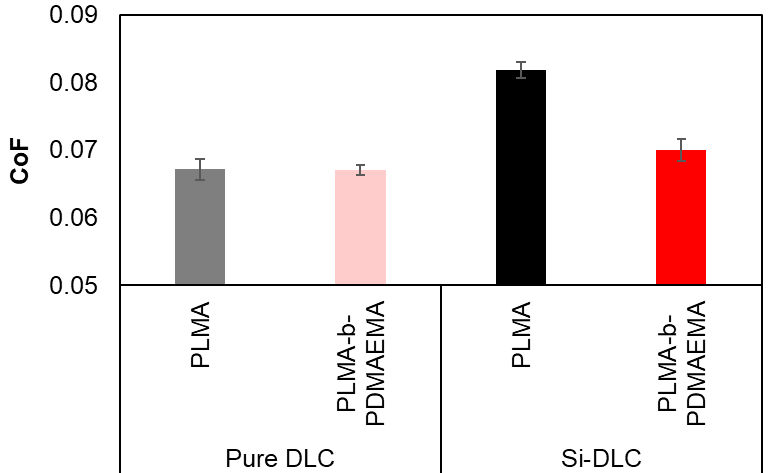 0.09
0.08
0.07
0.06
0.05
CoF
PLMA
PLMA-b-
PDMAEMA
PLMA
PLMA-b-
PDMAEMA
Pure DLC
Si-DLC